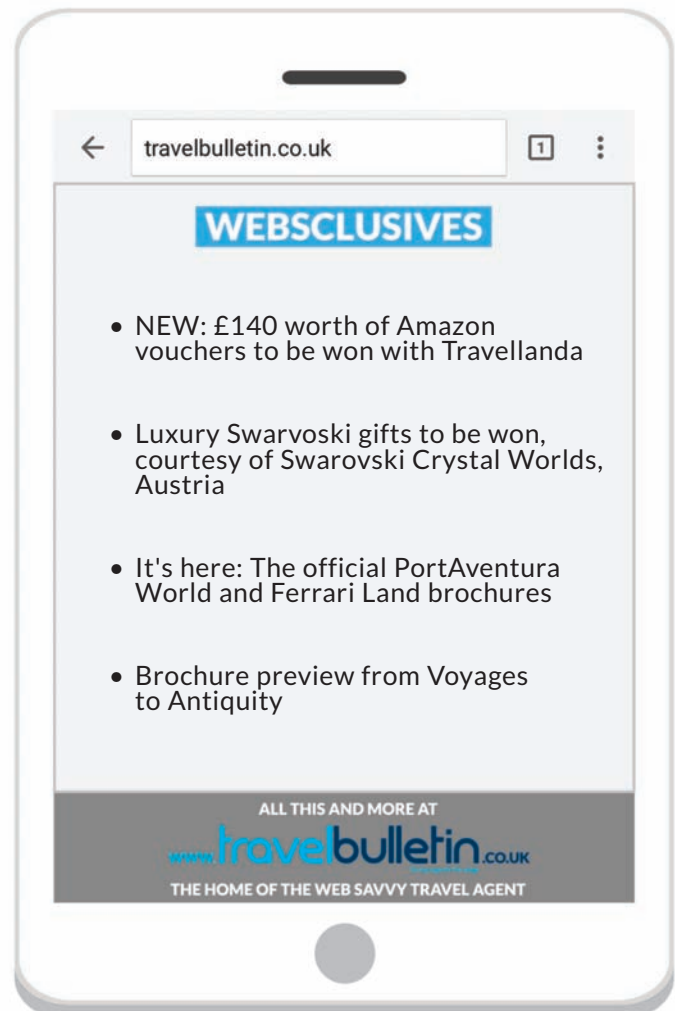 travelbulletin.co.uk
1
WEBSCLUSIVES
• NEW: £140 worth of Amazon
vouchers to be won with Travellanda
• Luxury Swarvoski gifts to be won,
courtesy of Swarovski Crystal Worlds,
Austria
• It's here: The official PortAventura
World and Ferrari Land brochures
• Brochure preview from Voyages
to Antiquity
ALL THIS AND MORE AT
www.travelbulletin.co.uk
THE HOME OF THE WEB SAVVY TRAVEL AGENT